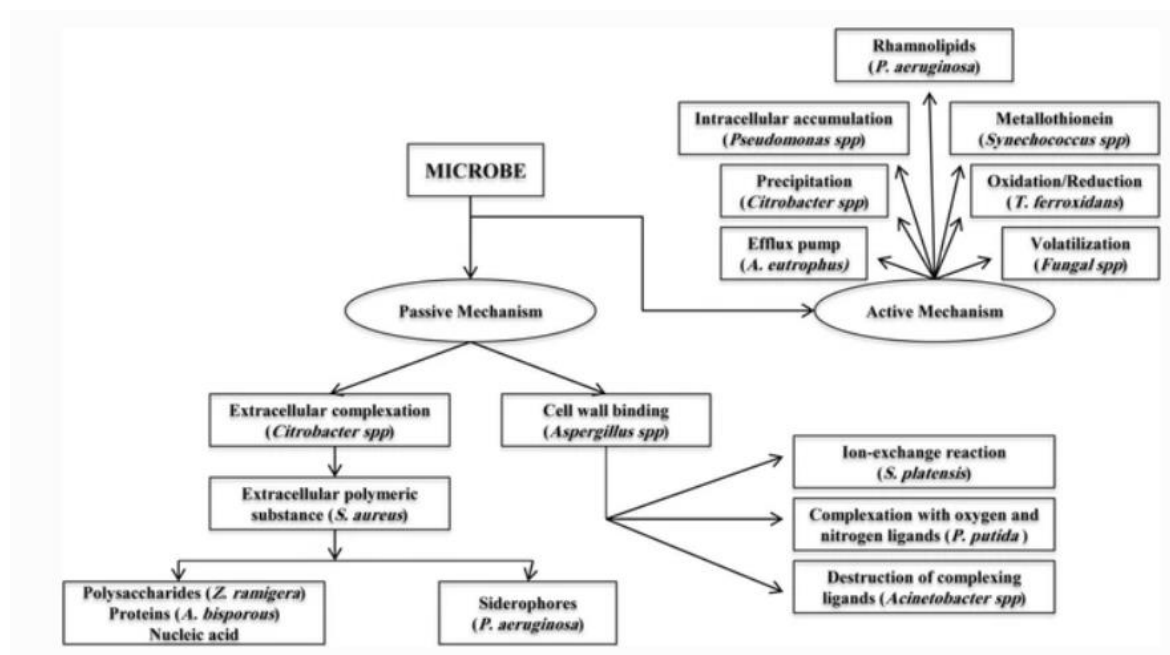 Rhamnolipids
(P. aeruginosa)
Intracellular accumulation
(Pseudomonas spp)
Metallothionein
(Synechococcus spp)
MICROBE
Precipitation
(Citrobacter spp)
Oxidation/Reduction
(T. ferroxidans)
Efflux pump
(A. eutrophus)
Volatilization
(Fungal spp)
Passive Mechanism
Active Mechanism
Extracellular complexation
(Citrobacter spp)
Cell wall binding
(Aspergillus spp)
Ion-exchange reaction
(S. platensis)
Extracellular polymeric
substance (S. aureus)
Complexation with oxygen and
nitrogen ligands (P. putida )
Destruction of complexing
ligands (Acinetobacter spp)
Polysaccharides (Z. ramigera)
Proteins (A. bisporous)
Nucleic acid
Siderophores
(P. aeruginosa)